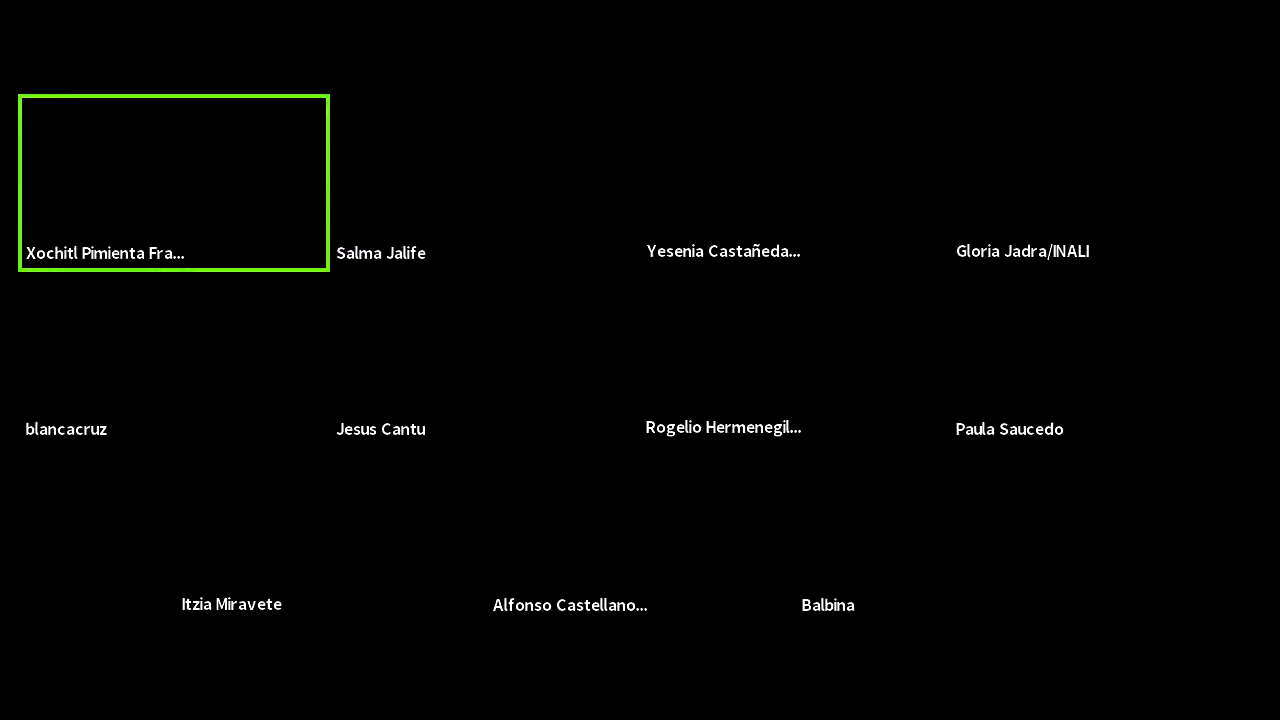 Xochitl Pimienta Fra...
Salma Jalife
Yesenia Castañeda...
Gloria Jadra/INALI
blancacruz
Jesus Cantu
Rogelio Hermenegil...
Paula Saucedo
Itzia Miravete
Alfonso Castellano...
Balbina